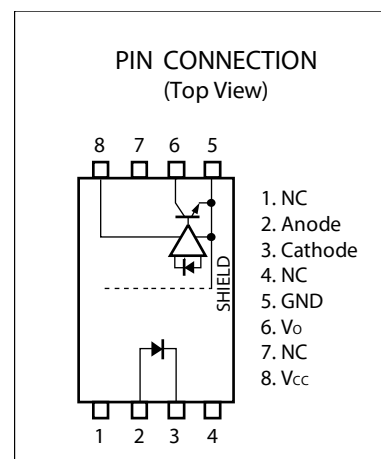 PIN CONNECTION
(Top View)
8 7 6 5
SHIELD
1 2 3 4
1. NC
2. Anode
3. Cathode
4. NC
5. GND
6. Vo
7. NC
8. Vcc